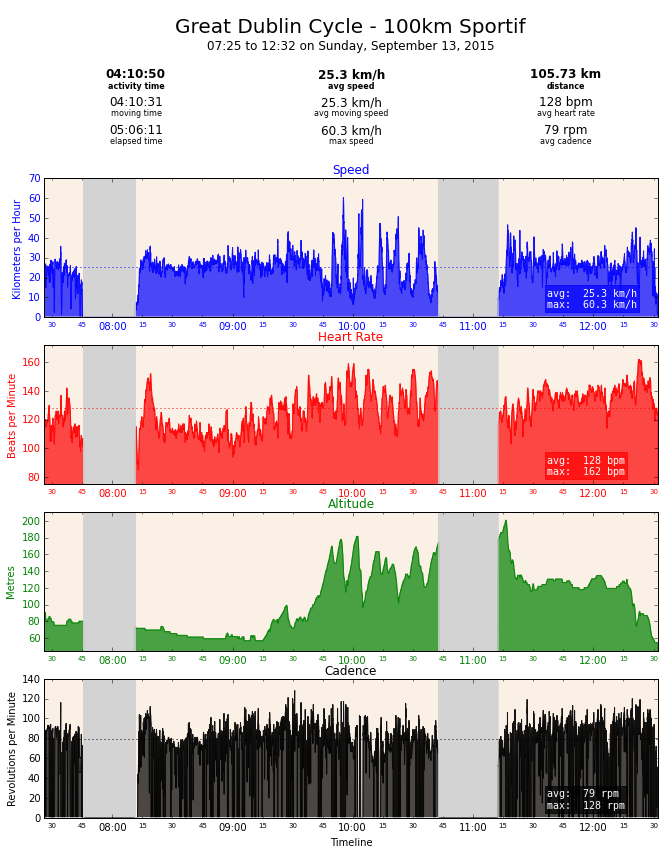 Great Dublin Cycle - 100km Sportif
07:25 to 12:32 on Sunday, September 13, 2015
04:10:50 25.3 km/h 105.73 km
activity time avg speed distance
04:10:31 25.3 km/h 128 bpm
moving time avg moving speed avg heart rate
05:06:11 60.3 km/h 79 rpm
elapsed time max speed avg cadence
Speed
Kilometers per Hour
70
60
50
40
30
20
10
0
avg: 25.3 km/h
max: 60.3 km/h
30 45 08:00 15 30 45 09:00 15 30 45 10:00 15 30 45 11:00 15 30 45 12:00 15 30
Heart Rate
Beats per Minute
160
140
120
100
80
avg: 128 bpm
max: 162 bpm
30 45 08:00 15 30 45 09:00 15 30 45 10:00 15 30 45 11:00 15 30 45 12:00 15 30
Altitude
Metres
200
180
160
140
120
100
80
60
30 45 08:00 15 30 45 09:00 15 30 45 10:00 15 30 45 11:00 15 30 45 12:00 15 30
Cadence
Revolutions per Minute
140
120
100
80
60
40
20
0
avg: 79 rpm
max: 128 rpm
30 45 08:00 15 30 45 09:00 15 30 45 10:00 15 30 45 11:00 15 30 45 12:00 15 30
Timeline